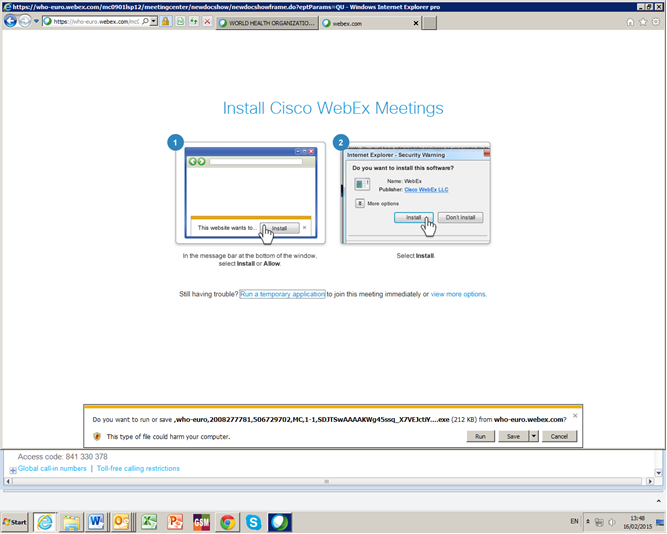 https://who-euro.webex.com/mc0901lsp12/meetingcenter/newdocshow/newdocshowframe.do?eptParams=QU - Windows Internet Explorer pro
https://who-euro.webex.com/mc0
WORLD HEALTH ORGANIZATIO...
webex.com
Install Cisco WebEx Meetings
1
This website wants to...
Install
In the message bar at the bottom of the window,
select Install or Allow.
2
Internet Explorer - Security Warning
Do you want to install this software?
Name: WebEx
Publisher: Cisco WebEx LLC
More options
Install
Don't Install
Select Install.
Still having trouble? Run a temporary application to join this meeting immediately or view more options.
Do you want to run or save ,who-euro,2008277781,506729702,MC,1-1,SDJTSwAAAAKWg45ssq_X7VEJctiY....exe (212 KB) from who-euro.webex.com?
This type of file could harm your computer.
Run
Save
Cancel
Access code: 841 330 378
Global call-in numbers | Toll-free calling restrictions
Start
GSM
EN
13:48
16/02/2015